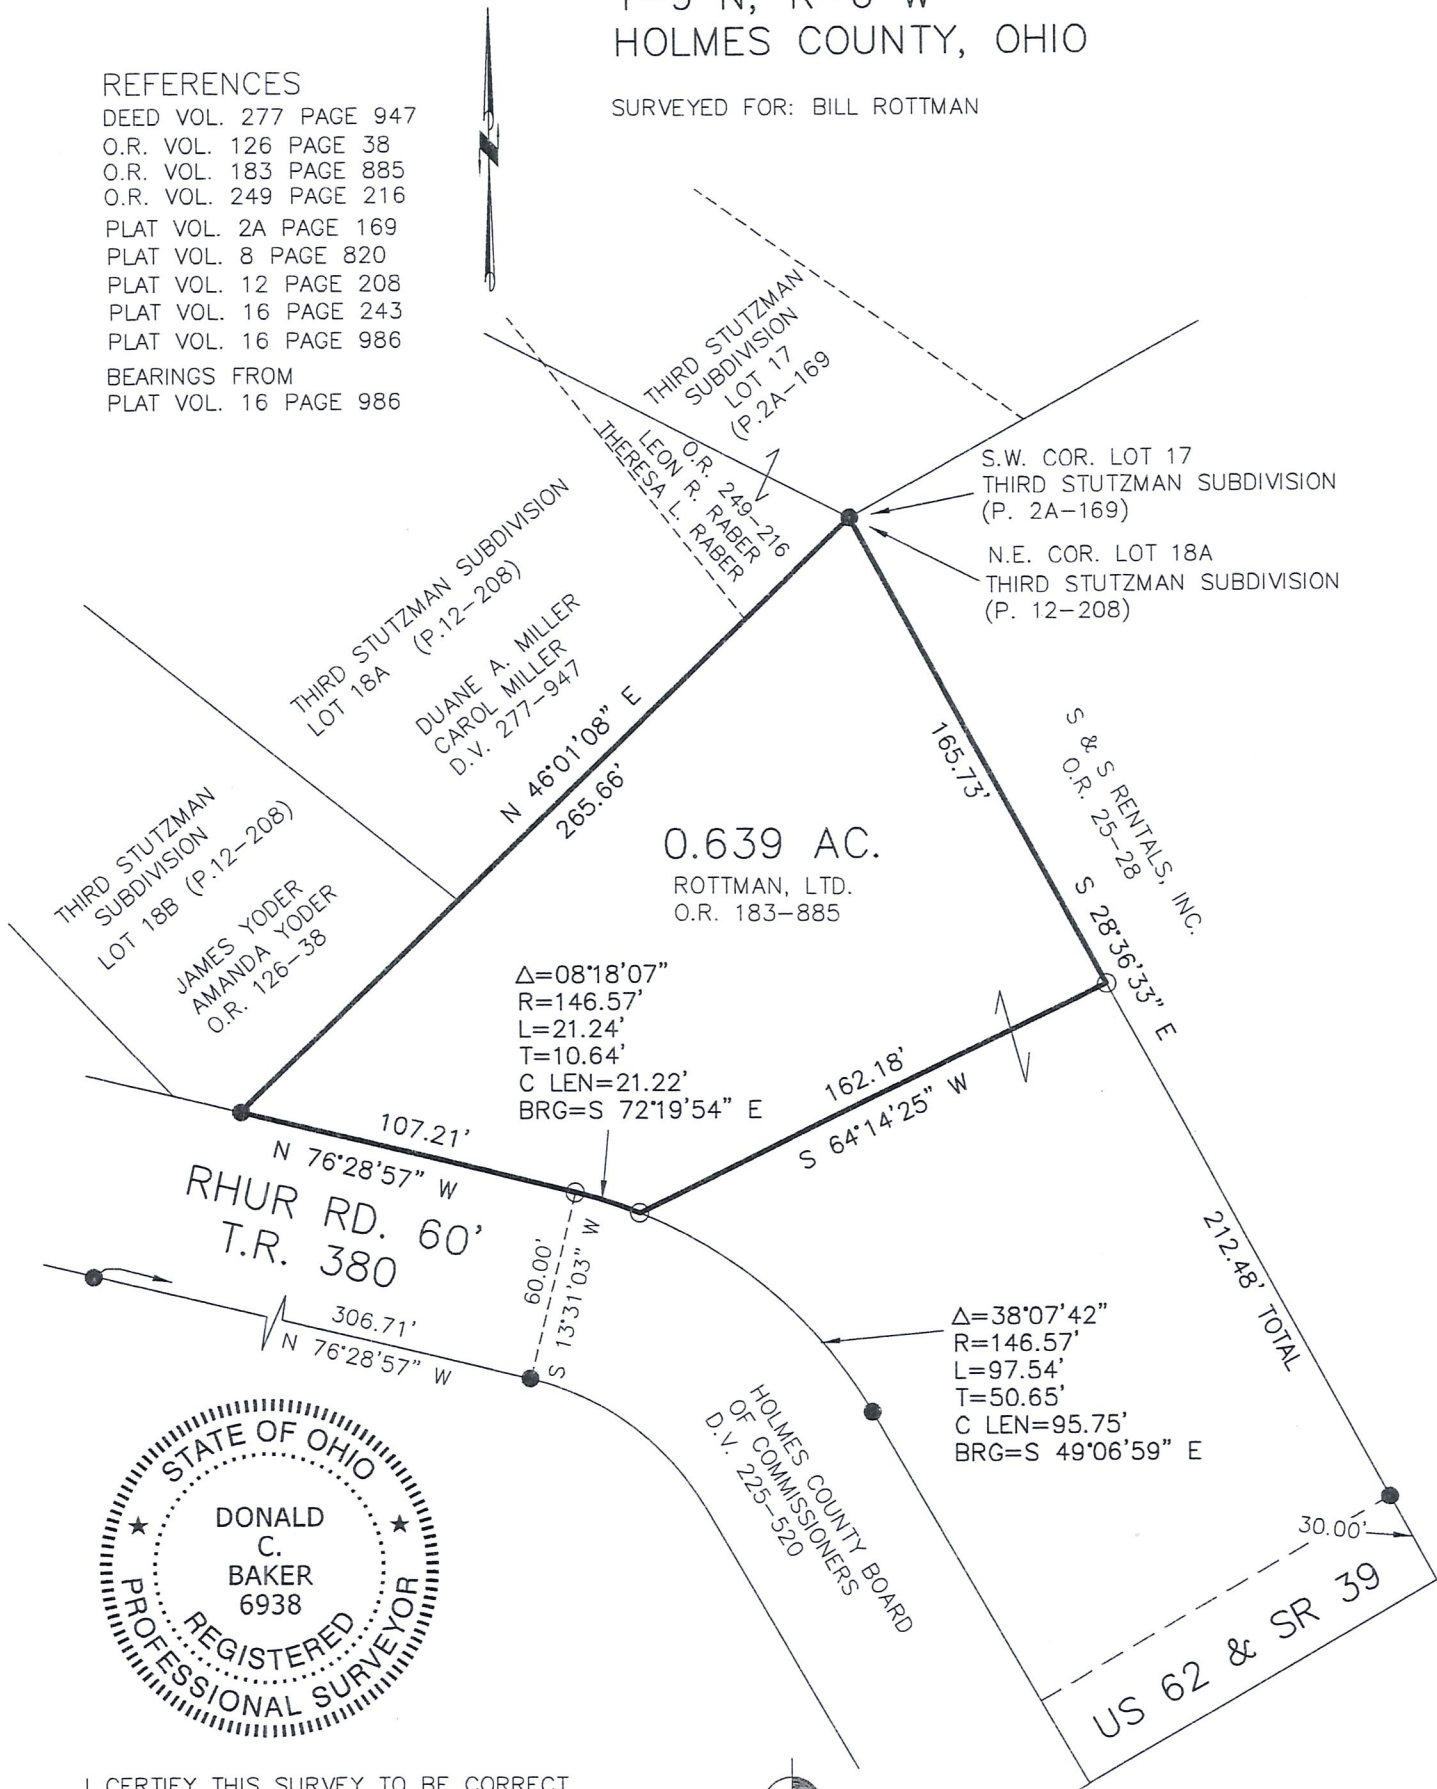 HOLMES COUNTY, OHIO
SURVEYED FOR: BILL ROTTMAN
REFERENCES
DEED VOL. 277 PAGE 947
O.R. VOL. 126 PAGE 38
O.R. VOL. 183 PAGE 885
O.R. VOL. 249 PAGE 216
PLAT VOL. 2A PAGE 169
PLAT VOL. 8 PAGE 820
PLAT VOL. 12 PAGE 208
PLAT VOL. 16 PAGE 243
PLAT VOL. 16 PAGE 986
BEARINGS FROM
PLAT VOL. 16 PAGE 986
THIRD STUTZMAN
SUBDIVISION
LOT 17
(P.2A-169
O.R. 249-216
LEON R. RABER
THERESA L. RABER
S.W. COR. LOT 17
THIRD STUTZMAN SUBDIVISION
(P. 2A-169)
N.E. COR. LOT 18A
THIRD STUTZMAN SUBDIVISION
(P. 12-208)
THIRD STUTZMAN SUBDIVISION
LOT 18A (P.12-208)
DUANE A. MILLER
CAROL MILLER
D.V. 277-947
N 46°01'08" E
265.66'
165.73'
S & S RENTALS, INC.
O.R. 25-28
S 28°36'33" E
0.639 AC.
ROTTMAN, LTD.
O.R. 183-885
THIRD STUTZMAN
SUBDIVISION
LOT 18B (P.12-208)
JAMES YODER
AMANDA YODER
O.R. 126-38
Δ=08°18'07"
R=146.57'
L=21.24'
T=10.64'
C LEN=21.22'
BRG=S 72°19'54" E
162.18'
S 64°14'25" W
107.21'
N 76°28'57" W
RHUR RD. 60'
T.R. 380
60.00'
S 13°31'03" W
306.71'
N 76°28'57" W
212.48' TOTAL
Δ=38°07'42"
R=146.57'
L=97.54'
T=50.65'
C LEN=95.75'
BRG=S 49°06'59" E
HOLMES COUNTY BOARD
OF COMMISSIONERS
D.V. 225-520
30.00'
US 62 & SR 39
STATE OF OHIO
DONALD
C.
BAKER
6938
REGISTERED
PROFESSIONAL SURVEYOR
I CERTIFY THIS SURVEY TO BE CORRECT